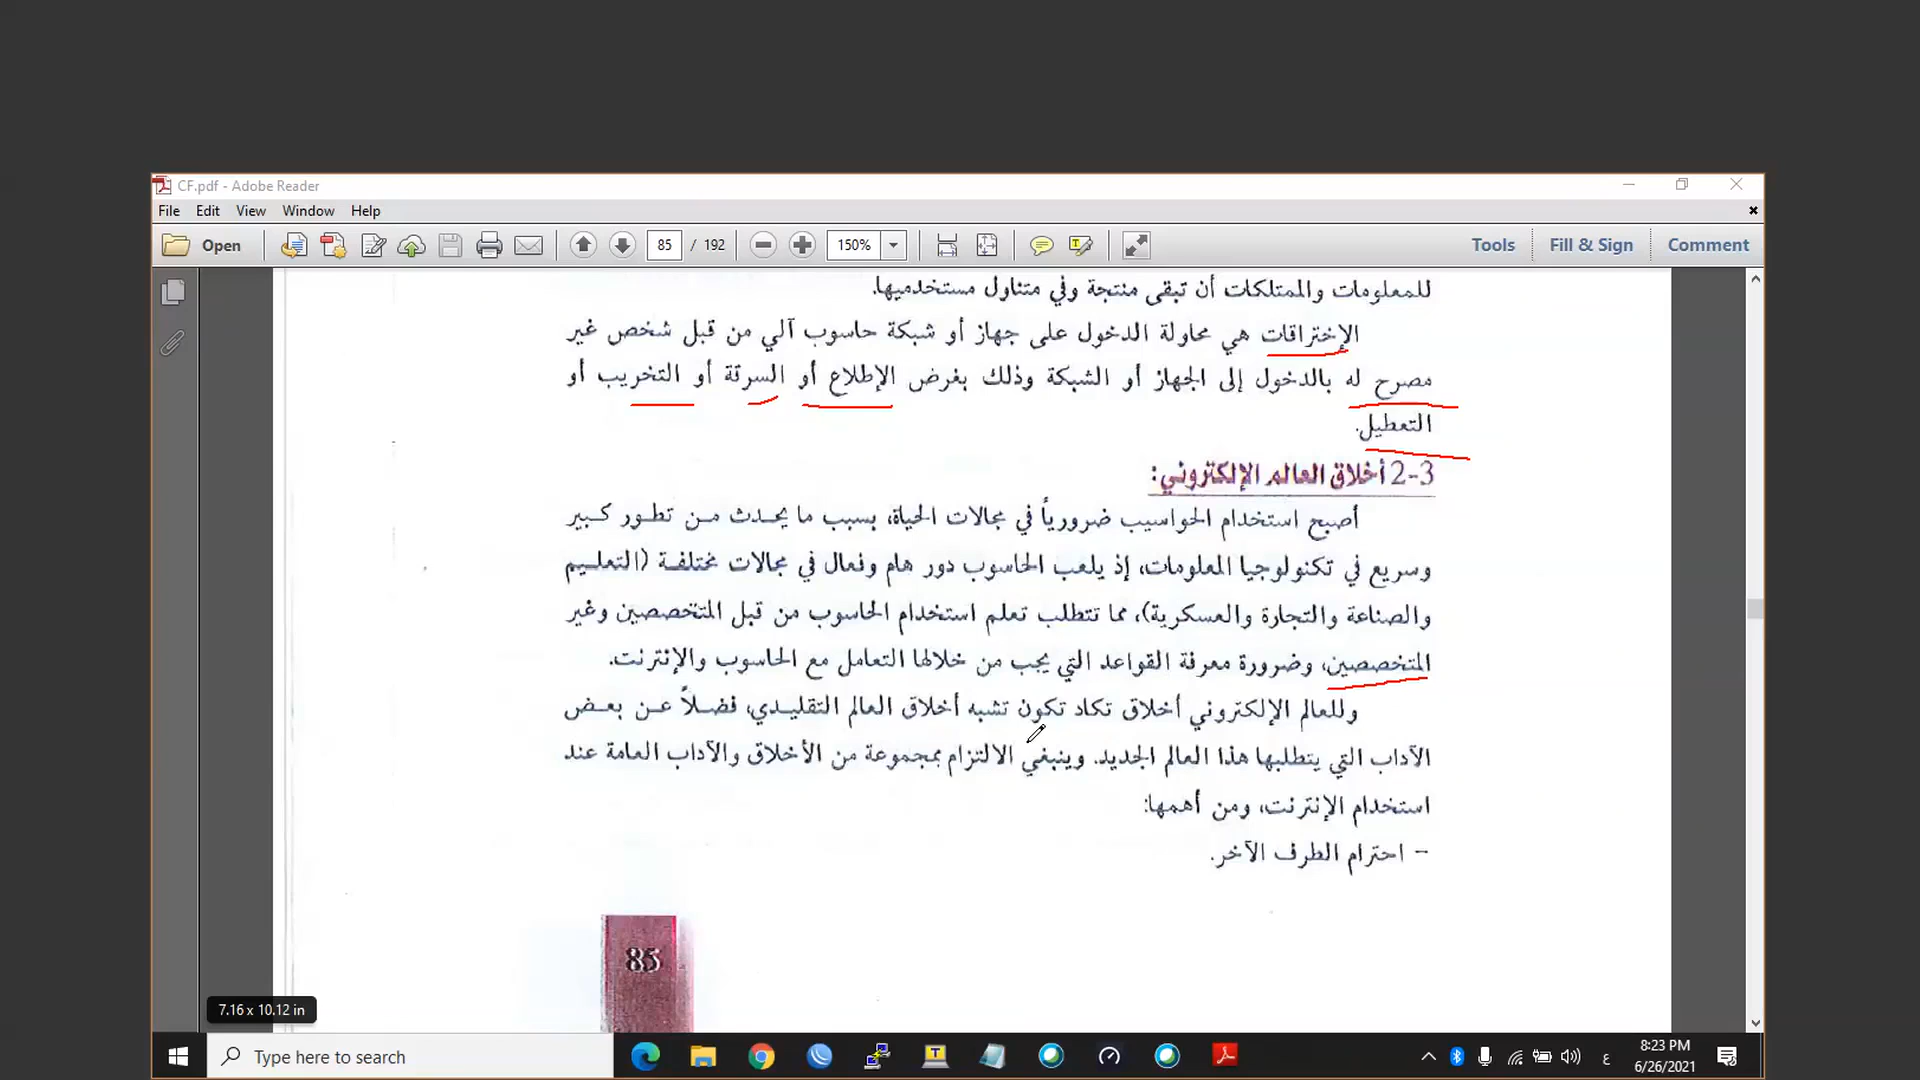 CF.pdf - Adobe Reader
File Edit View Window Help
Open 85 / 192 150% Tools Fill & Sign Comment
للمعلومات والممتلكات أن تبقى منتجة وفي متناول مستخدميها.
الإختراقات هي محاولة الدخول على جهاز أو شبكة حاسوب آلي من قبل شخص غير
مصرح له بالدخول إلى الجهاز أو الشبكة وذلك بغرض الإطلاع أو السرقة أو التخريب أو
التعطيل.
2-3 أخلاق العالم الإلكتروني:
أصبح استخدام الحواسيب ضرورياً في مجالات الحياة، بسبب ما يحدث من تطور كبير
وسريع في تكنولوجيا المعلومات، إذ يلعب الحاسوب دور هام وفعال في مجالات مختلفة (التعليم
والصناعة والتجارة والعسكرية)، مما تتطلب تعلم استخدام الحاسوب من قبل المتخصصين وغير
المتخصصين، وضرورة معرفة القواعد التي يجب من خلالها التعامل مع الحاسوب والإنترنت.
وللعالم الإلكتروني أخلاق تكاد تكون تشبه أخلاق العالم التقليدي، فضلاً عن بعض
الآداب التي يتطلبها هذا العالم الجديد. وينبغي الالتزام بمجموعة من الأخلاق والآداب العامة عند
استخدام الإنترنت، ومن أهمها:
- احترام الطرف الآخر.
85
7.16 x 10.12 in
Type here to search
ع
8:23 PM
6/26/2021